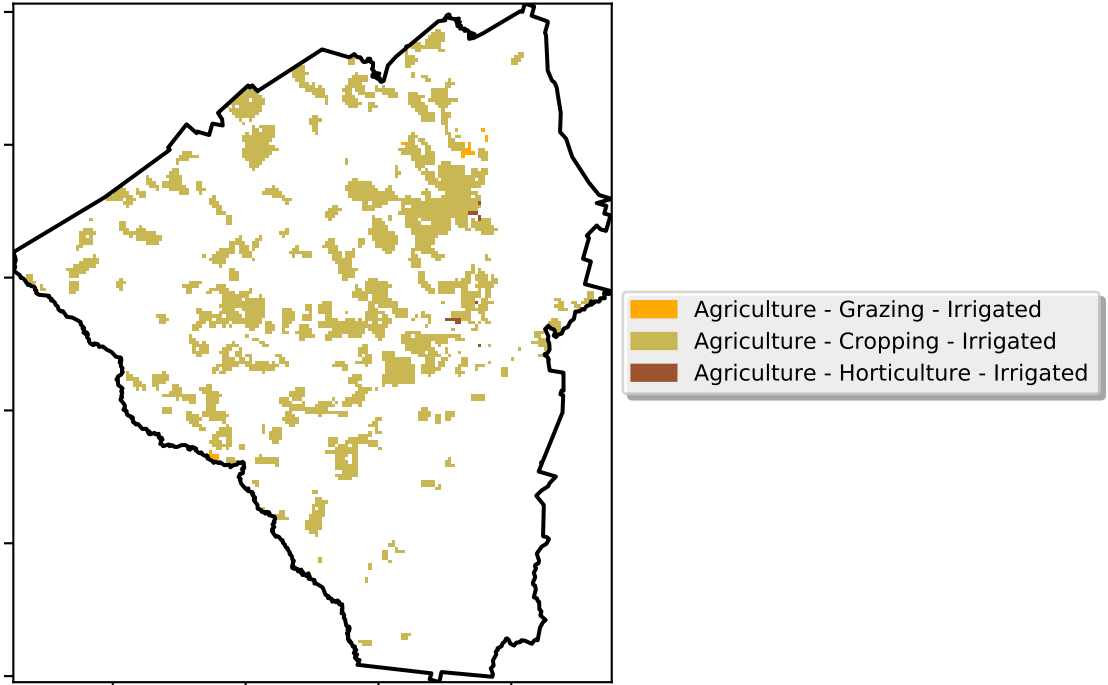 Agriculture - Grazing - Irrigated
Agriculture - Cropping - Irrigated
Agriculture - Horticulture - Irrigated